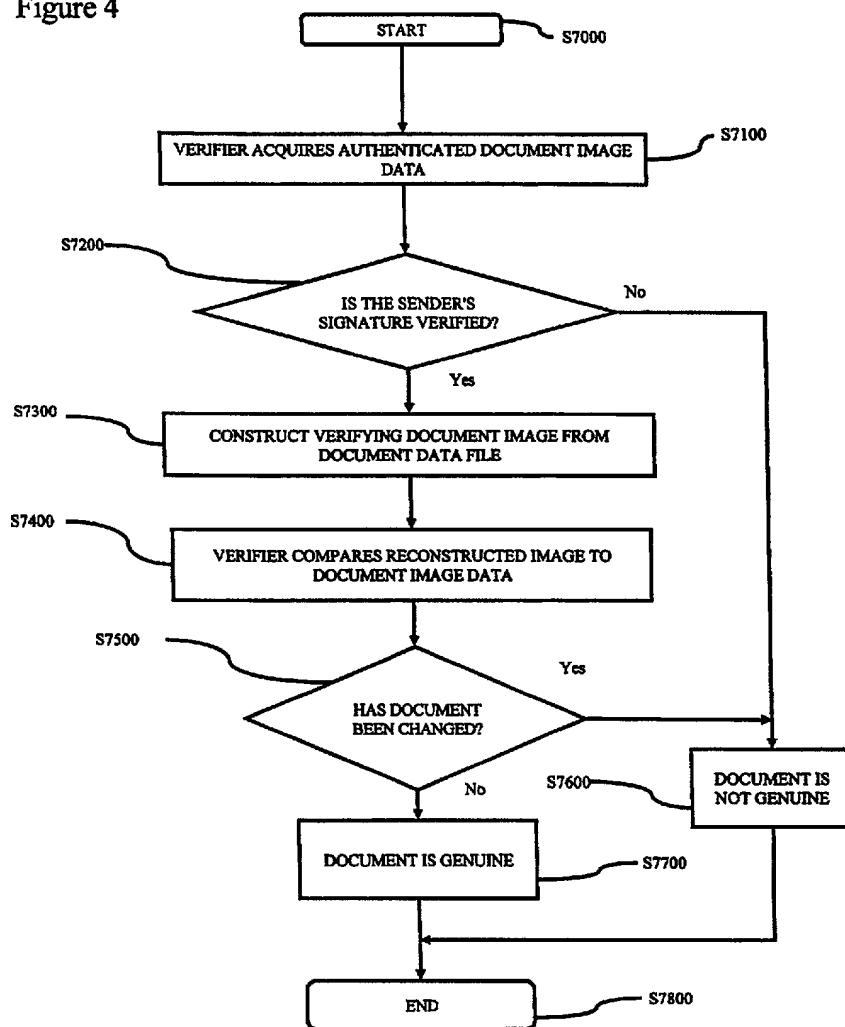 Figure 4
START
S7000
VERIFIER ACQUIRES AUTHENTICATED DOCUMENT IMAGE
DATA
S7100
S7200
IS THE SENDER'S
SIGNATURE VERIFIED?
No
Yes
S7300
CONSTRUCT VERIFYING DOCUMENT IMAGE FROM
DOCUMENT DATA FILE
S7400
VERIFIER COMPARES RECONSTRUCTED IMAGE TO
DOCUMENT IMAGE DATA
S7500
HAS DOCUMENT
BEEN CHANGED?
Yes
No
S7600
DOCUMENT IS
NOT GENUINE
DOCUMENT IS GENUINE
S7700
END
S7800